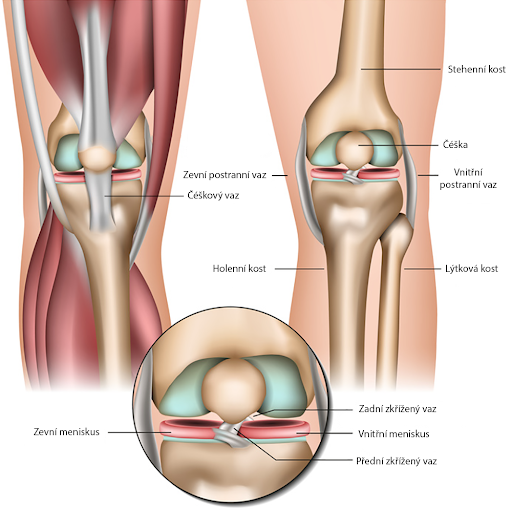 Stehenní kost
Čéška
Zevní postranní vaz
Vnitřní
postranní vaz
Čéškový vaz
Holenní kost
Lýtková kost
Zadní zkřížený vaz
Zevní meniskus
Vnitřní meniskus
Přední zkřížený vaz